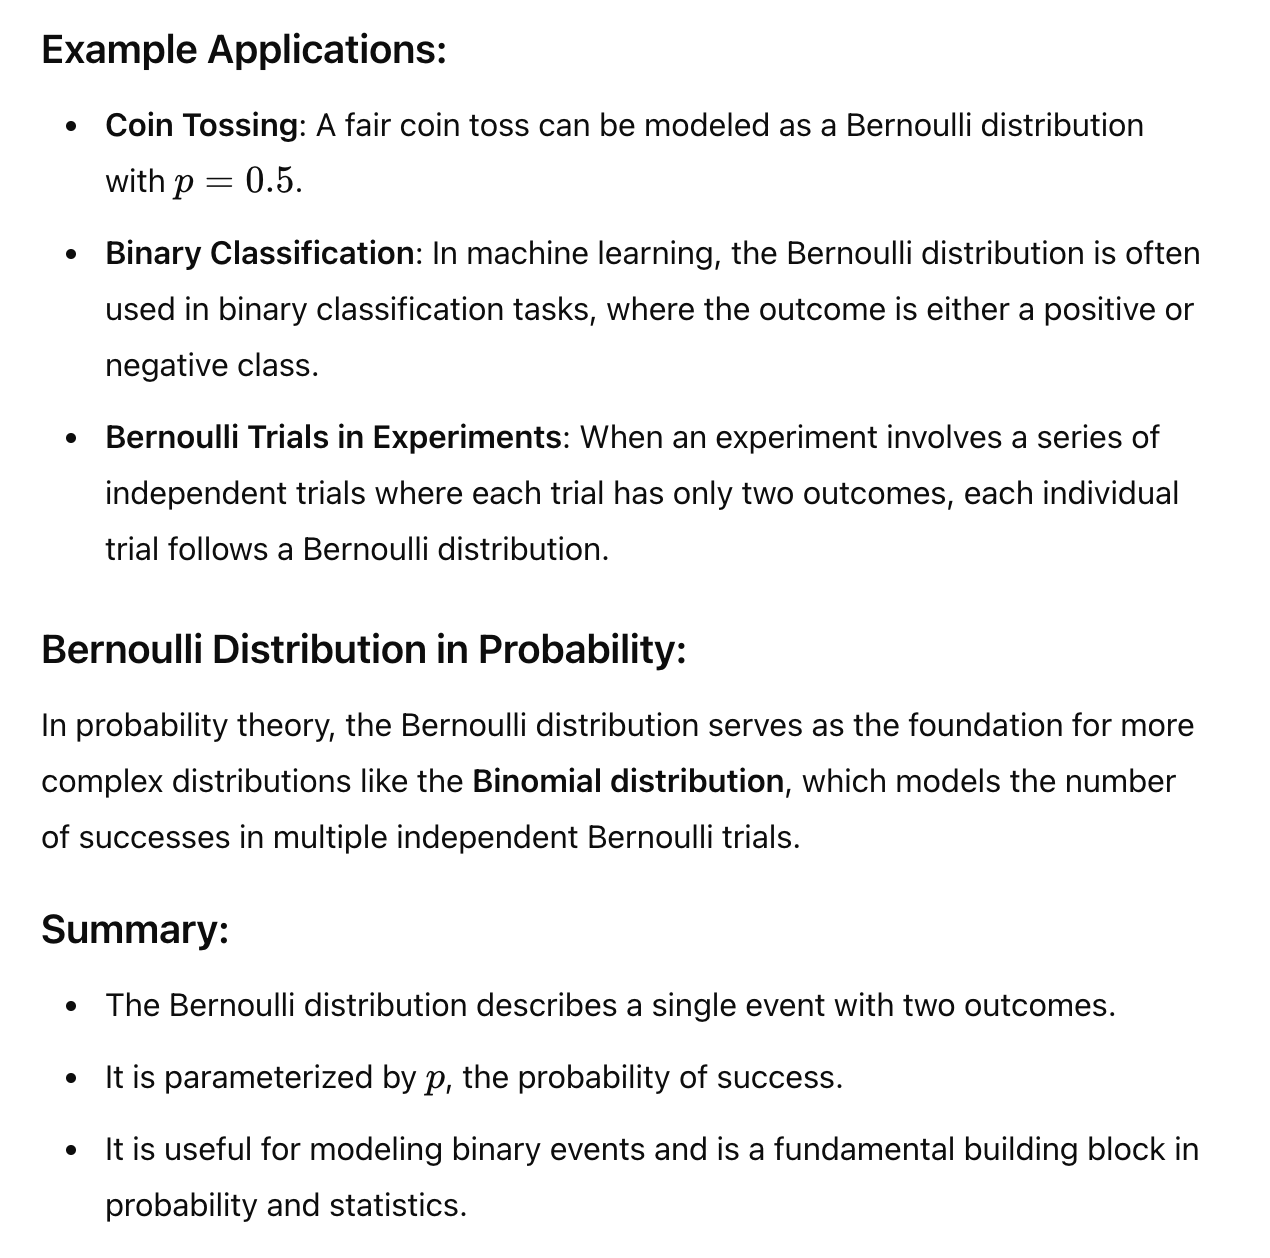 Example Applications:
• Coin Tossing: A fair coin toss can be modeled as a Bernoulli distribution
with p = 0.5.
• Binary Classification: In machine learning, the Bernoulli distribution is often
used in binary classification tasks, where the outcome is either a positive or
negative class.
• Bernoulli Trials in Experiments: When an experiment involves a series of
independent trials where each trial has only two outcomes, each individual
trial follows a Bernoulli distribution.
Bernoulli Distribution in Probability:
In probability theory, the Bernoulli distribution serves as the foundation for more
complex distributions like the Binomial distribution, which models the number
of successes in multiple independent Bernoulli trials.
Summary:
• The Bernoulli distribution describes a single event with two outcomes.
• It is parameterized by p, the probability of success.
• It is useful for modeling binary events and is a fundamental building block in
probability and statistics.